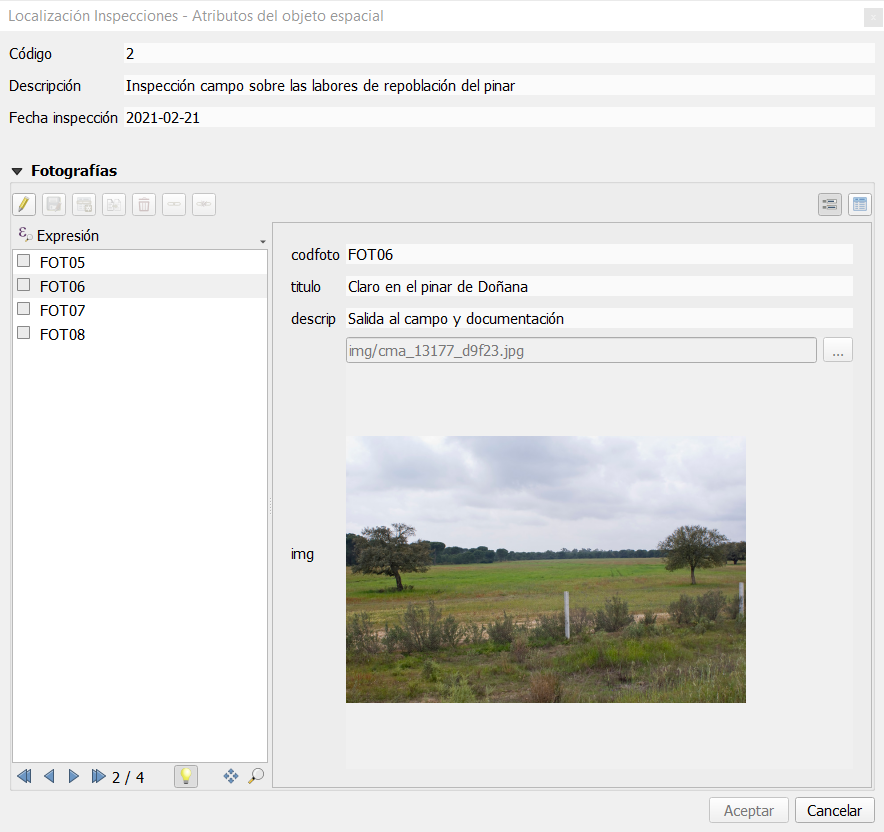 Localización Inspecciones - Atributos del objeto espacial
x
Código 2
Descripción Inspección campo sobre las labores de repoblación del pinar
Fecha inspección 2021-02-21
Fotografías
ε Expresión
FOT05
FOT06
FOT07
FOT08
codfoto FOT06
titulo Claro en el pinar de Doñana
descrip Salida al campo y documentación
img/cma_13177_d9f23.jpg ...
img
2 / 4
Aceptar Cancelar